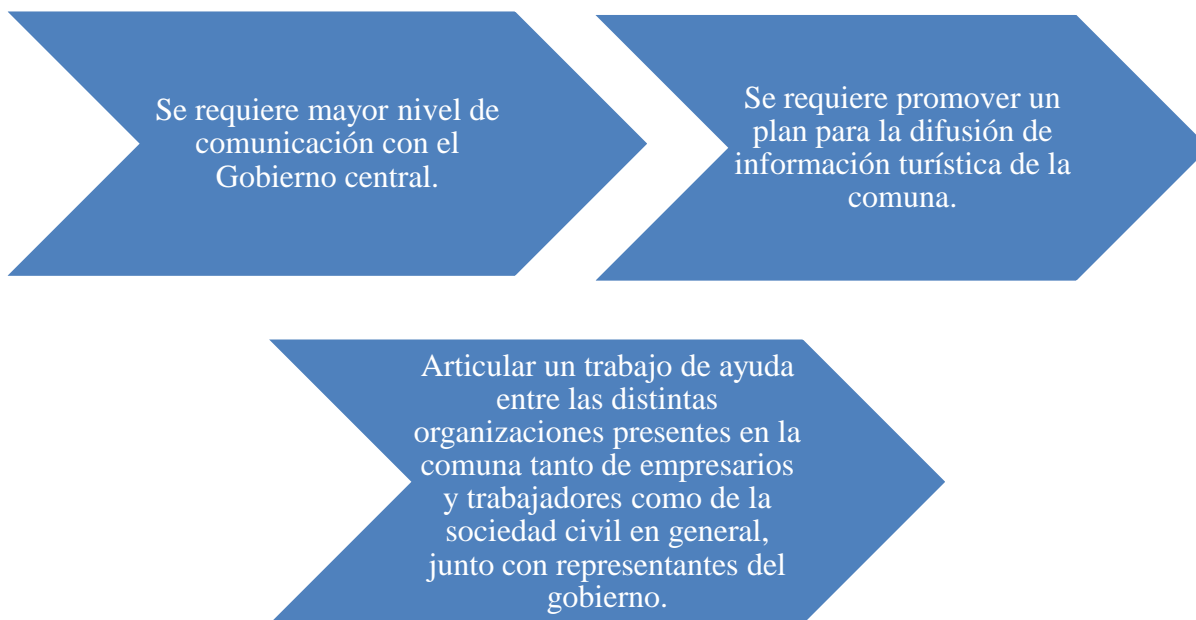 Se requiere mayor nivel de
comunicación con el
Gobierno central.
Se requiere promover un
plan para la difusión de
información turística de la
comuna.
Articular un trabajo de ayuda
entre las distintas
organizaciones presentes en la
comuna tanto de empresarios
y trabajadores como de la
sociedad civil en general,
junto con representantes del
gobierno.